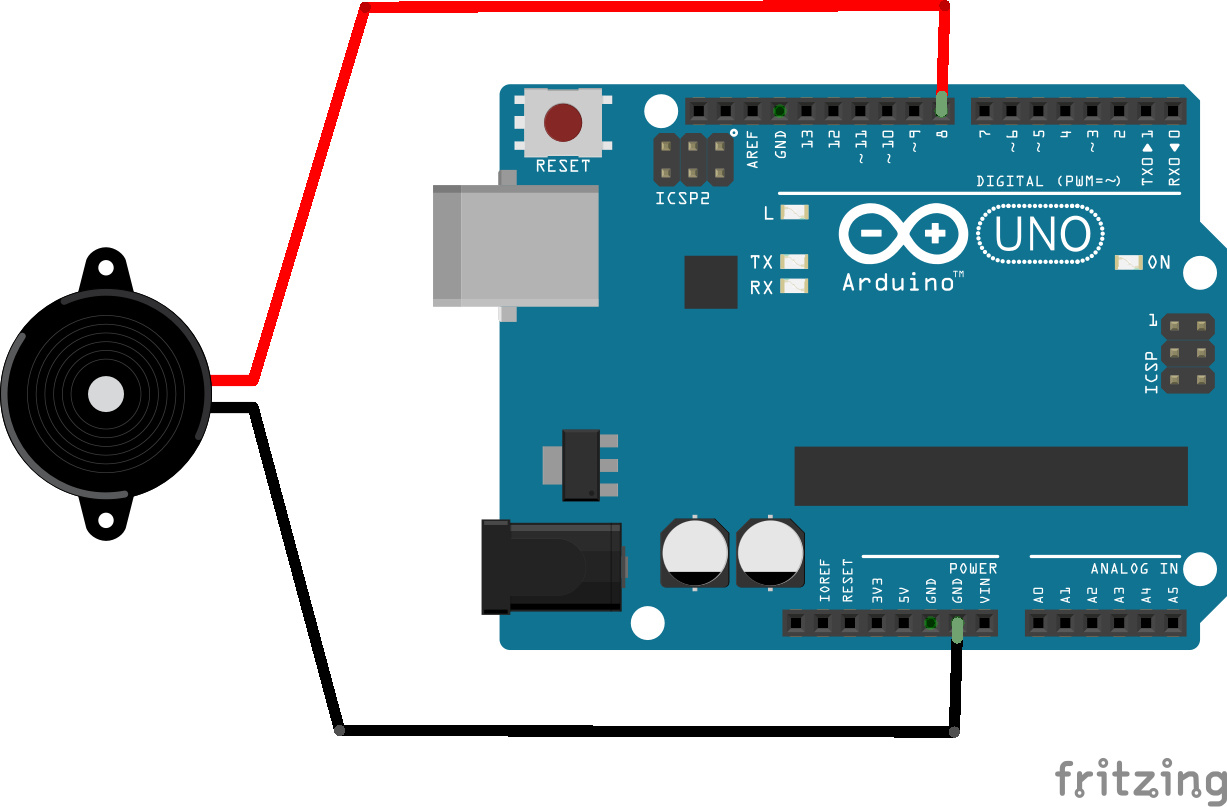 RESET
ICSP2
AREF
GND
13
12
~11
~10
~9
8
7
~6
~5
4
~3
2
TX0▶1
RX0◀0
DIGITAL (PWM=~)
L
TX
RX
Arduino™
UNO
ON
1
ICSP
IOREF
RESET
3V3
5V
GND
GND
VIN
POWER
ANALOG IN
A0
A1
A2
A3
A4
A5
fritzing